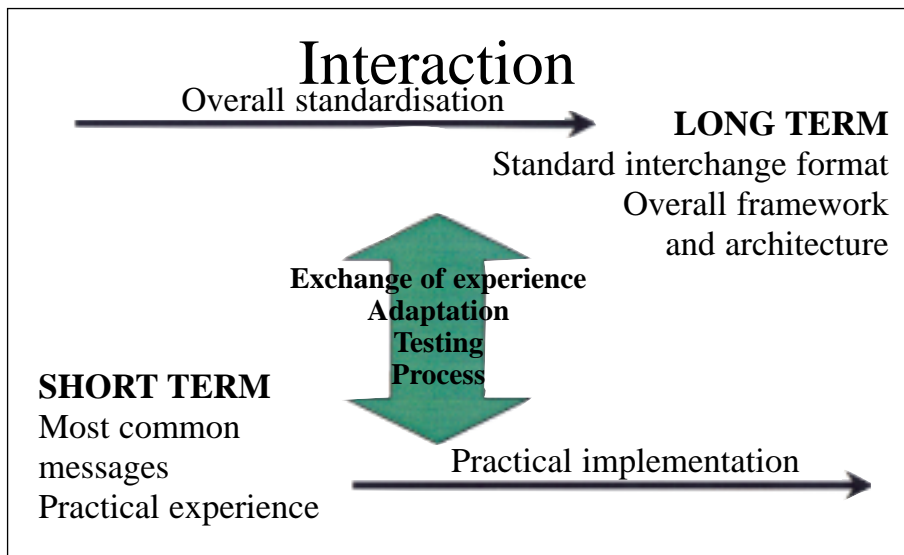 Interaction
Overall standardisation
LONG TERM
Standard interchange format
Overall framework
and architecture
Exchange of experience
Adaptation
Testing
Process
SHORT TERM
Most common
messages
Practical experience
Practical implementation